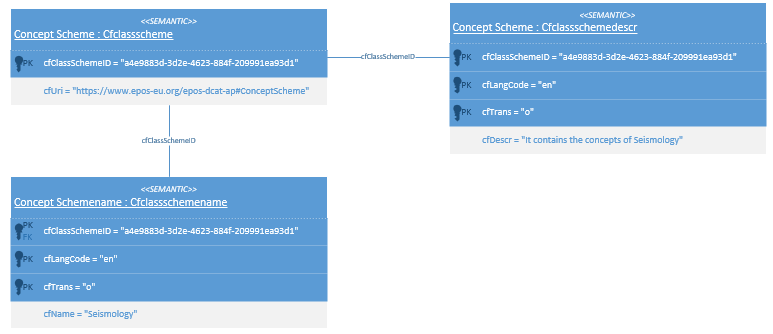 <<SEMANTIC>>
Concept Scheme : Cfclassscheme
PK cfClassSchemeID = "a4e9883d-3d2e-4623-884f-209991ea93d1"
cfUri = "https://www.epos-eu.org/epos-dcat-ap#ConceptScheme"
cfClassSchemeID
<<SEMANTIC>>
Concept Scheme : Cfclassschemedescr
PK cfClassSchemeID = "a4e9883d-3d2e-4623-884f-209991ea93d1"
PK cfLangCode = "en"
PK cfTrans = "o"
cfDescr = "It contains the concepts of Seismology"
cfClassSchemeID
<<SEMANTIC>>
Concept Schemename : Cfclassschemename
PK
FK
cfClassSchemeID = "a4e9883d-3d2e-4623-884f-209991ea93d1"
PK cfLangCode = "en"
PK cfTrans = "o"
cfName = "Seismology"